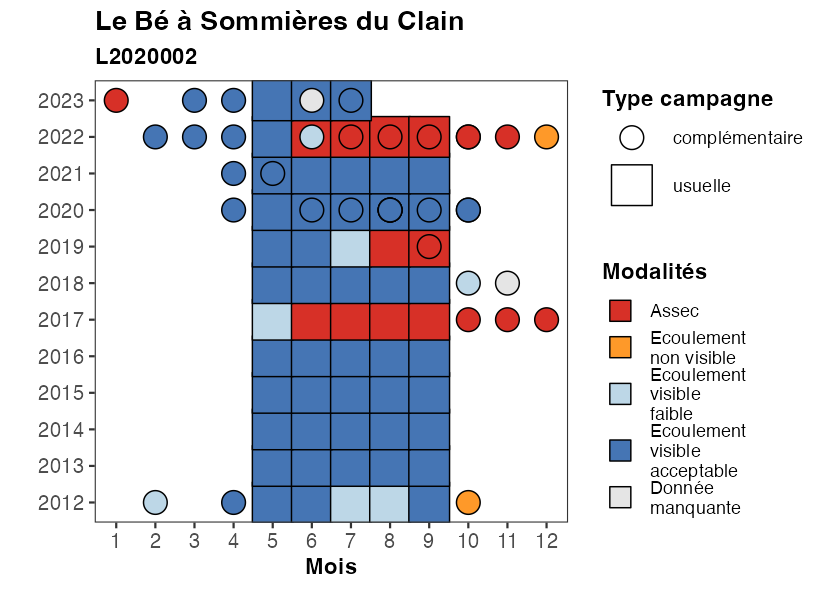 Le Bé à Sommières du Clain
L2020002
2023
2022
2021
2020
2019
2018
2017
2016
2015
2014
2013
2012
1 2 3 4 5 6 7 8 9 10 11 12
Mois
Type campagne
complémentaire
usuelle
Modalités
Assec
Ecoulement
non visible
Ecoulement
visible
faible
Ecoulement
visible
acceptable
Donnée
manquante